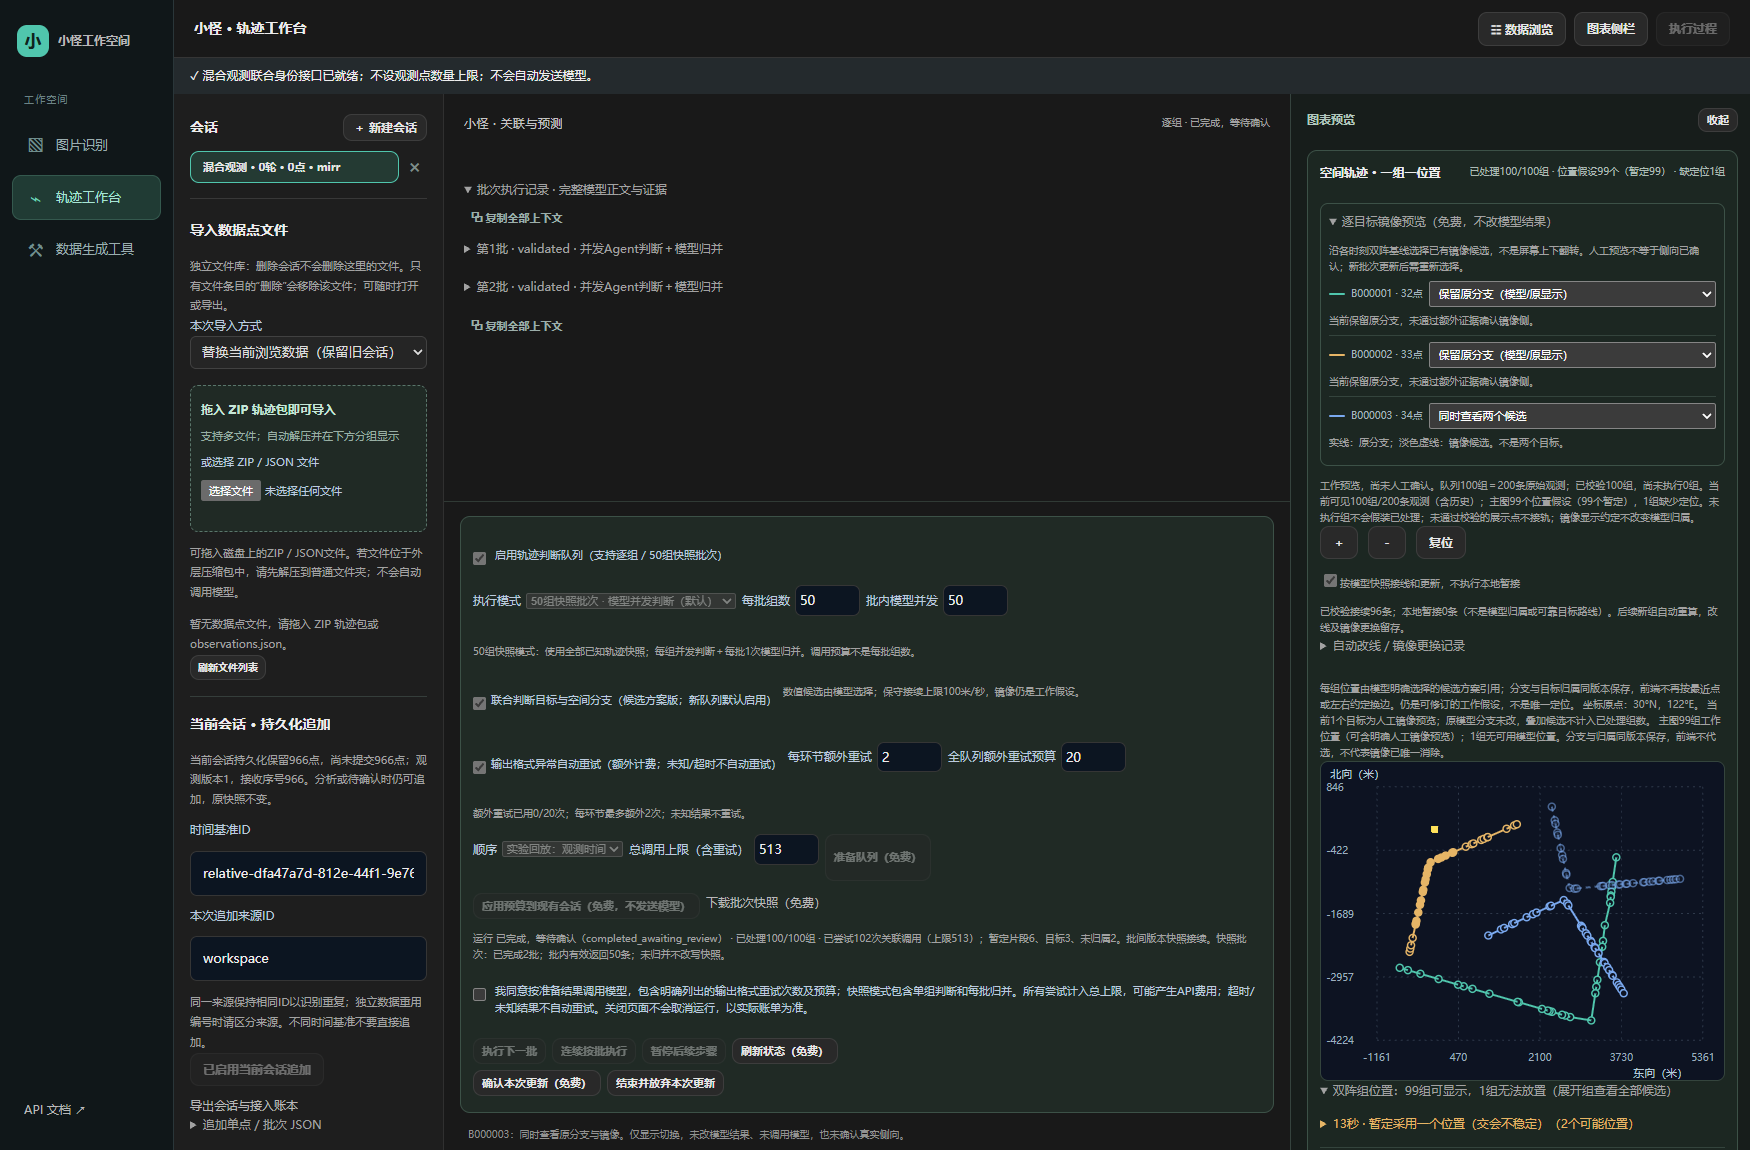 小
小怪工作空间
工作空间
图片识别
轨迹工作台
数据生成工具
API 文档 ↗
小怪 • 轨迹工作台
☷ 数据浏览
图表侧栏
执行过程
✓ 混合观测联合身份接口已就绪；不设观测点数量上限；不会自动发送模型。
会话
+ 新建会话
混合观测 • 0轮 • 0点 • mirr
✕
导入数据点文件
独立文件库：删除会话不会删除这里的文件。只
有文件条目的“删除”会移除该文件；可随时打开
或导出。
本次导入方式
替换当前浏览数据（保留旧会话）
拖入 ZIP 轨迹包即可导入
支持多文件；自动解压并在下方分组显示
或选择 ZIP / JSON 文件
选择文件 未选择任何文件
可拖入磁盘上的ZIP / JSON文件。若文件位于外
层压缩包中，请先解压到普通文件夹；不会自动
调用模型。
暂无数据点文件，请拖入 ZIP 轨迹包或
observations.json。
刷新文件列表
当前会话 • 持久化追加
当前会话持久化保留966点，尚未提交966点；观
测版本1，接收序号966。分析或待确认时仍可追
加，原快照不变。
时间基准ID
relative-dfa47a7d-812e-44f1-9e76
本次追加来源ID
workspace
同一来源保持相同ID以识别重复；独立数据重用
编号时请区分来源。不同时间基准不要直接追
加。
已启用当前会话追加
导出会话与接入账本
▶ 追加单点 / 批次 JSON
小怪 · 关联与预测
逐组 · 已完成，等待确认
▼ 批次执行记录 · 完整模型正文与证据
复制全部上下文
▶ 第1批 · validated · 并发Agent判断 + 模型归并
▶ 第2批 · validated · 并发Agent判断 + 模型归并
复制全部上下文
启用轨迹判断队列（支持逐组 / 50组快照批次）
执行模式 50组快照批次 · 模型并发判断（默认） 每批组数 50 批内模型并发 50
50组快照模式：使用全部已知轨迹快照；每组并发判断 + 每批1次模型归并。调用预算不是每批组数。
联合判断目标与空间分支（候选方案版；新队列默认启用） 数值候选由模型选择；保守接续上限100米/秒，镜像仍是工作假设。
输出格式异常自动重试（额外计费；未知/超时不自动重试） 每环节额外重试 2 全队列额外重试预算 20
额外重试已用0/20次；每环节最多额外2次；未知结果不重试。
顺序 实验回放：观测时间 总调用上限（含重试） 513 准备队列（免费）
应用预算到现有会话（免费，不发送模型） 下载批次快照（免费）
运行 已完成，等待确认（completed_awaiting_review） · 已处理100/100组 · 已尝试102次关联调用（上限513）；暂定片段6、目标3、未归属2。批间版本快照接续。快照批
次：已完成2批；批内有效返回50条；未归并不改写快照。
我同意按准备结果调用模型，包含明确列出的输出格式重试次数及预算；快照模式包含单组判断和每批归并。所有尝试计入总上限，可能产生API费用；超时/
未知结果不自动重试。关闭页面不会取消运行，以实际账单为准。
执行下一批 连续按批执行 暂停后续步骤 刷新状态（免费）
确认本次更新（免费） 结束并放弃本次更新
B000003：同时查看原分支与镜像。仅显示切换，未改模型结果、未调用模型，也未确认真实侧向。
图表预览
收起
空间轨迹 • 一组一位置
已处理100/100组 · 位置假设99个（暂定99） · 缺定位1组
▼ 逐目标镜像预览（免费，不改模型结果）
沿各时刻双阵基线选择已有镜像候选，不是屏幕上下翻转。人工预览不等于侧向已确
认；新批次更新后需重新选择。
B000001 · 32点 保留原分支（模型/原显示）
当前保留原分支，未通过额外证据确认镜像侧。
B000002 · 33点 保留原分支（模型/原显示）
当前保留原分支，未通过额外证据确认镜像侧。
B000003 · 34点 同时查看两个候选
实线：原分支；淡色虚线：镜像候选。不是两个目标。
工作预览，尚未人工确认。队列100组＝200条原始观测；已校验100组，尚未执行0组。当
前可见100组/200条观测（含历史）；主图99个位置假设（99个暂定），1组缺少定位。未
执行组不会假装已处理；未通过校验的展示点不接轨；镜像显示约定不改变模型归属。
+
-
复位
按模型快照接线和更新，不执行本地暂接
已校验接续96条；本地暂接0条（不是模型归属或可靠目标路线）。后续新组自动重算，改
线及镜像更换留存。
▶ 自动改线 / 镜像更换记录
每组位置由模型明确选择的候选方案引用；分支与目标归属同版本保存，前端不再按最近点
或左右约定换边。仍是可修订的工作假设，不是唯一定位。 坐标原点：30°N，122°E。 当
前1个目标为人工镜像预览；原模型分支未改，叠加候选不计入已处理组数。 主图99组工作
位置（可含明确人工镜像预览）；1组无可用模型位置。分支与归属同版本保存，前端不代
选，不代表镜像已唯一消除。
北向（米）
846
-422
-1689
-2957
-4224
-1161
470
2100
3730
5361
东向（米）
▼ 双阵组位置：99组可显示，1组无法放置（展开组查看全部候选）
▶ 13秒 · 暂定采用一个位置（交会不稳定）（2个可能位置）